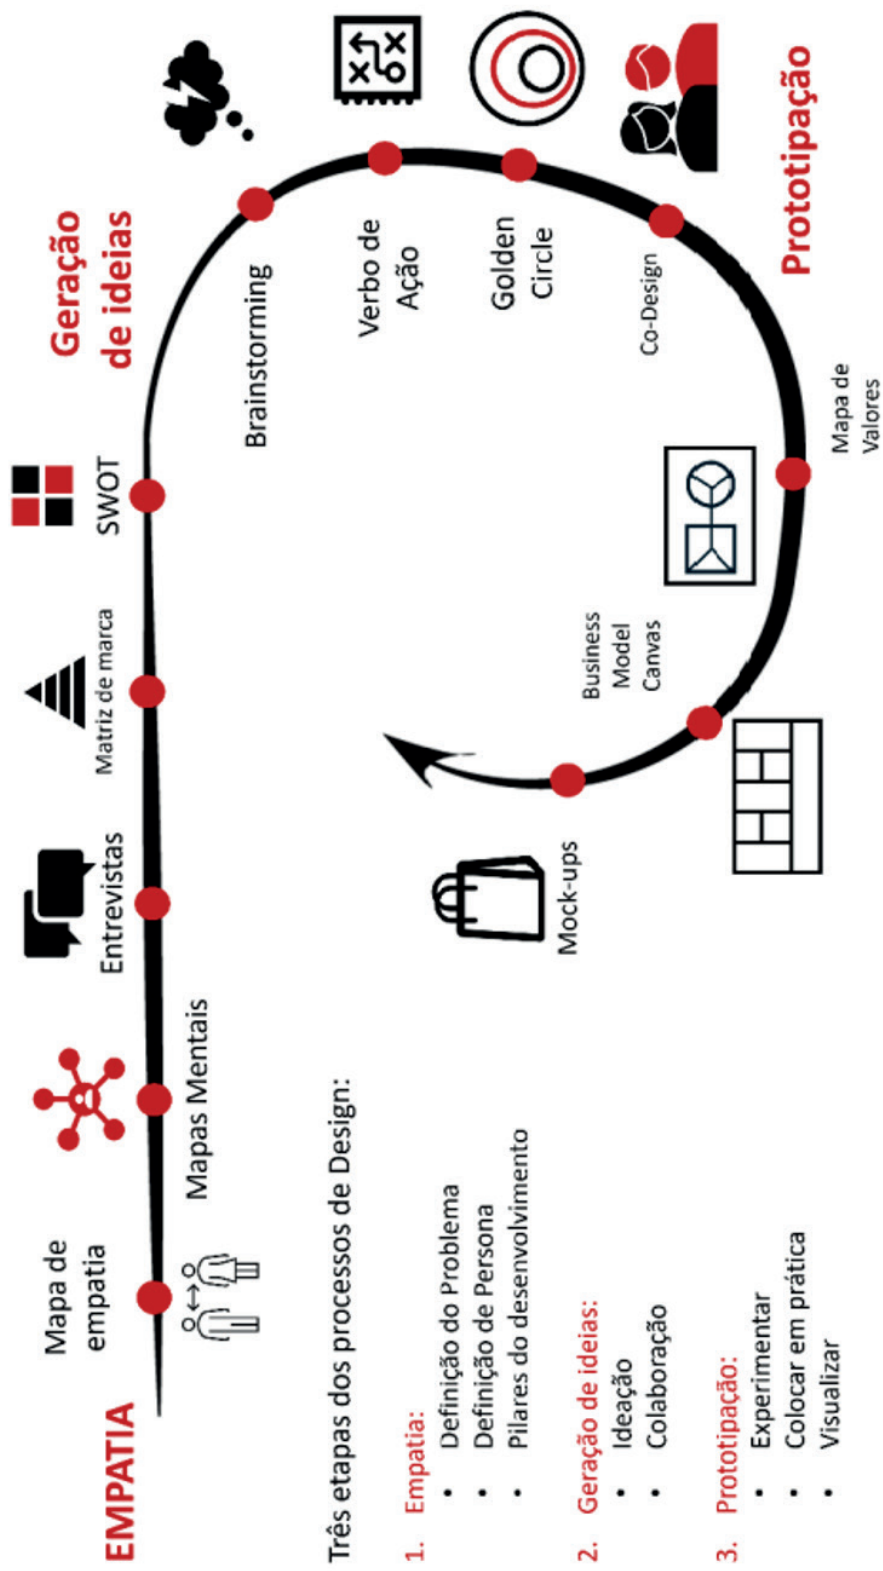 EMPATIA
Mapa de
empatia
Mapas Mentais
Entrevistas
Matriz de marca
SWOT
Geração
de ideias
Brainstorming
Verbo de
Ação
Golden
Circle
Co-Design
Prototipação
Mapa de
Valores
Business
Model
Canvas
Mock-ups
Três etapas dos processos de Design:
1. Empatia:
• Definição do Problema
• Definição de Persona
• Pilares do desenvolvimento
2. Geração de ideias:
• Ideação
• Colaboração
3. Prototipação:
• Experimentar
• Colocar em prática
• Visualizar